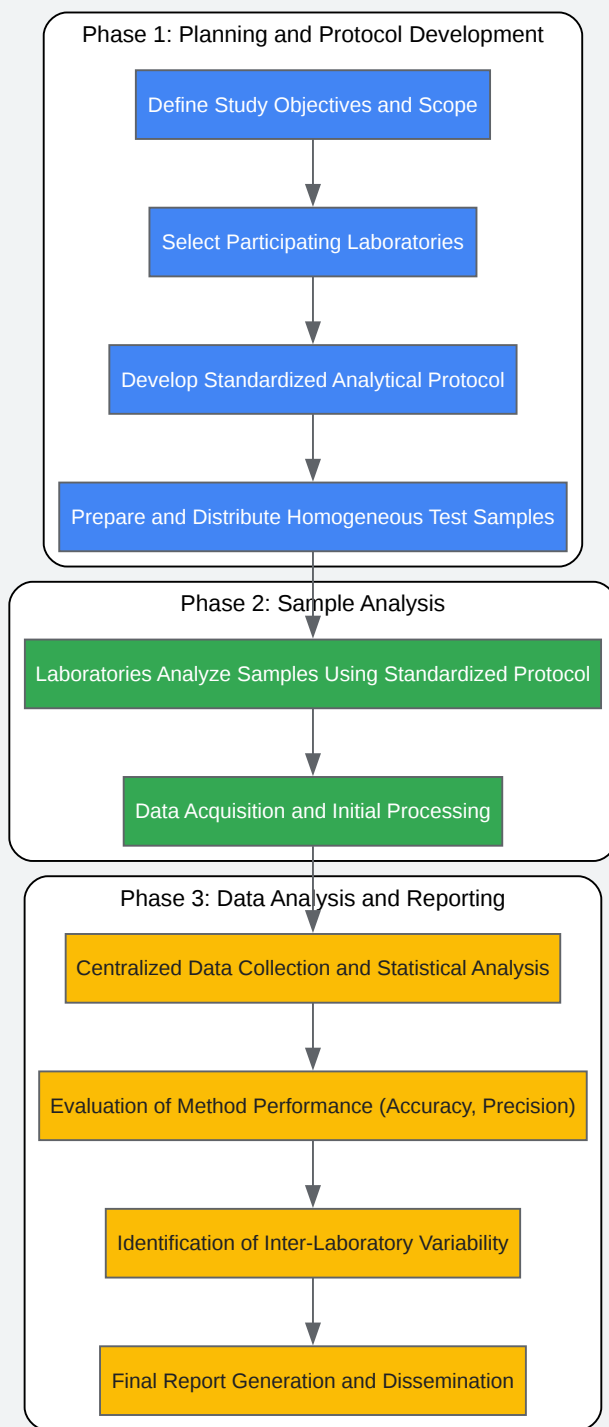 Phase 1: Planning and Protocol Development
Define Study Objectives and Scope
Select Participating Laboratories
Develop Standardized Analytical Protocol
Prepare and Distribute Homogeneous Test Samples
Phase 2: Sample Analysis
Laboratories Analyze Samples Using Standardized Protocol
Data Acquisition and Initial Processing
Phase 3: Data Analysis and Reporting
Centralized Data Collection and Statistical Analysis
Evaluation of Method Performance (Accuracy, Precision)
Identification of Inter-Laboratory Variability
Final Report Generation and Dissemination